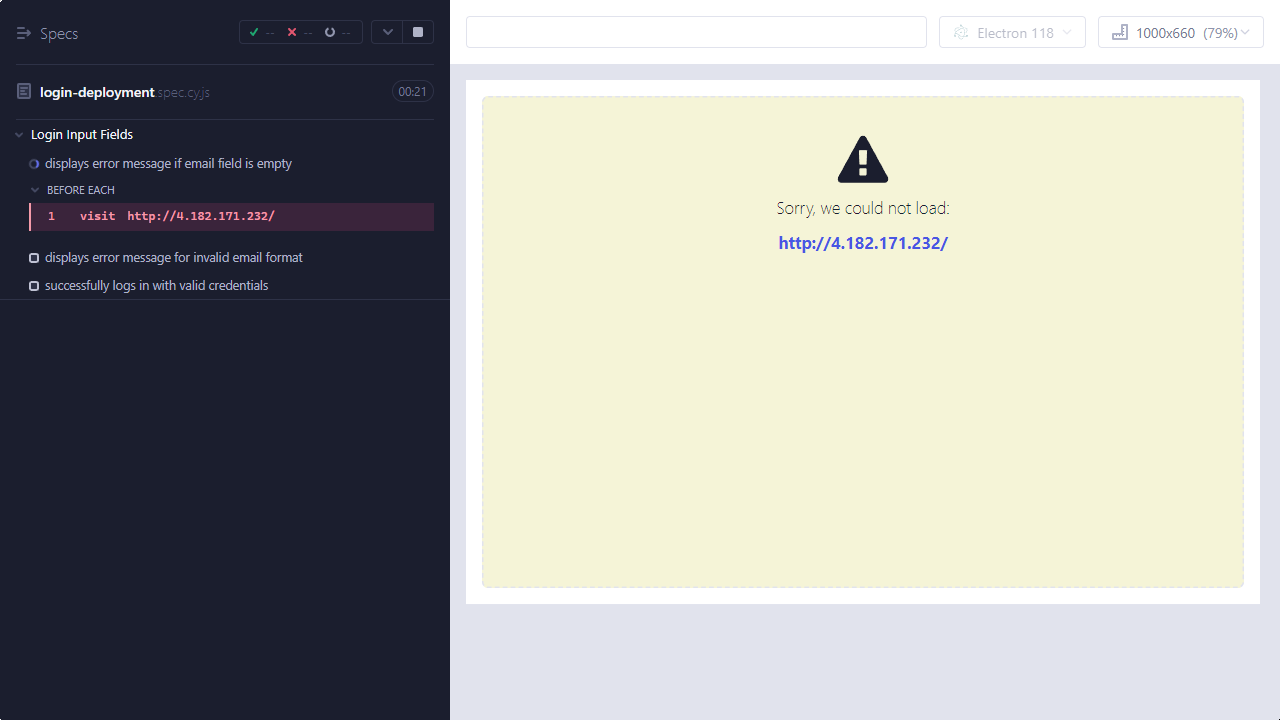 Specs
-- -- --
login-deployment.spec.cy.js 00:21
Login Input Fields
displays error message if email field is empty
BEFORE EACH
1 visit http://4.182.171.232/
displays error message for invalid email format
successfully logs in with valid credentials
Electron 118
1000x660 (79%)
Sorry, we could not load:
http://4.182.171.232/